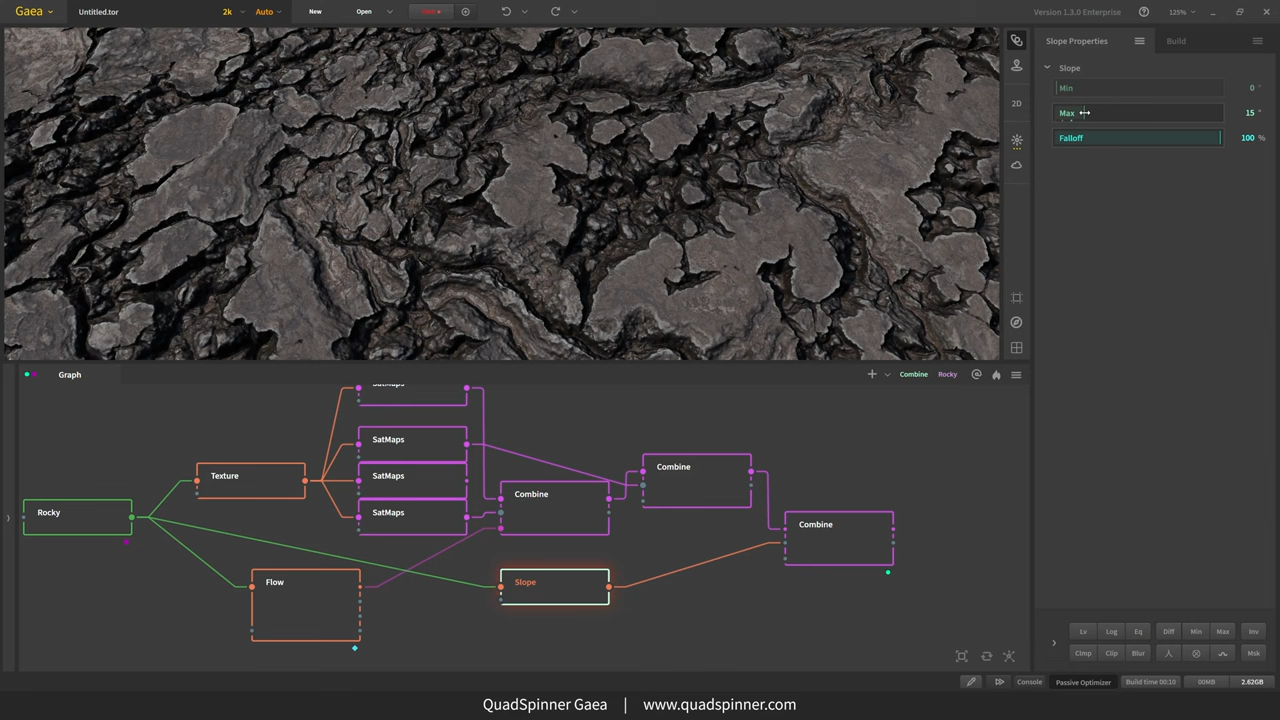 Gaea
Untitled.tor
2k
Auto
New
Open
Version 1.3.0 Enterprise
125%
2D
Slope Properties
Build
Slope
Min
0 °
Max
15 °
Falloff
100 %
Graph
Combine
Rocky
SatMaps
SatMaps
SatMaps
SatMaps
Texture
Rocky
Combine
Combine
Combine
Flow
Slope
Lv
Log
Eq
Diff
Min
Max
Inv
Clmp
Clip
Blur
Msk
Console
Passive Optimizer
Build time 00:10
00MB
2.62GB
QuadSpinner Gaea | www.quadspinner.com